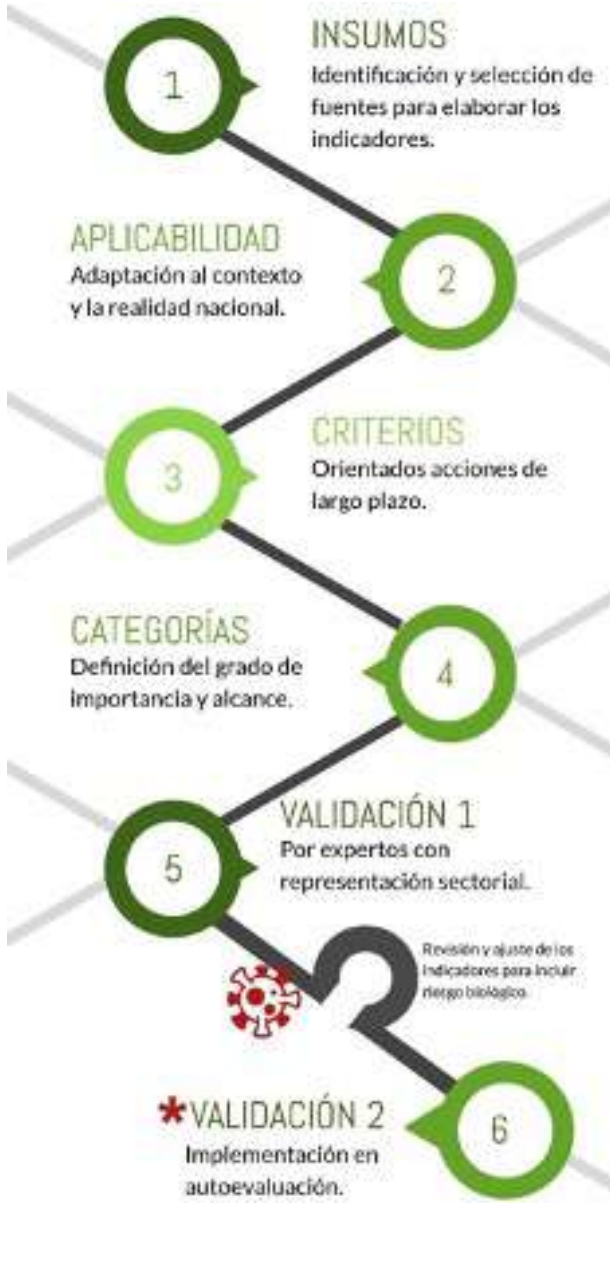 1
INSUMOS
Identificación y selección de
fuentes para elaborar los
indicadores.
APLICABILIDAD
Adaptación al contexto
y la realidad nacional.
2
3
CRITERIOS
Orientados acciones de
largo plazo.
CATEGORÍAS
Definición del grado de
importancia y alcance.
4
5
VALIDACIÓN 1
Por expertos con
representación sectorial.
Revisión y ajuste de los
indicadores para incluir
riesgo biológico.
*VALIDACIÓN 2
Implementación en
autoevaluación.
6